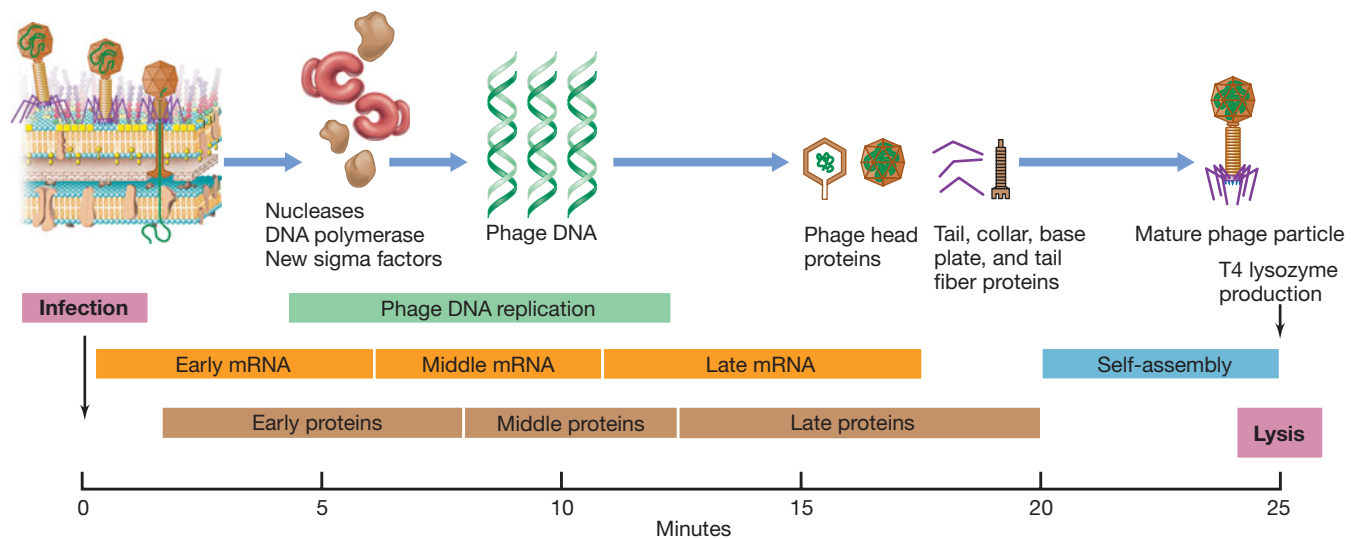 Nucleases
DNA polymerase
New sigma factors
Phage DNA
Phage head
proteins
Tail, collar, base
plate, and tail
fiber proteins
Mature phage particle
T4 lysozyme
production
Infection
Phage DNA replication
Early mRNA
Middle mRNA
Late mRNA
Self-assembly
Early proteins
Middle proteins
Late proteins
Lysis
0
5
10
15
20
25
Minutes